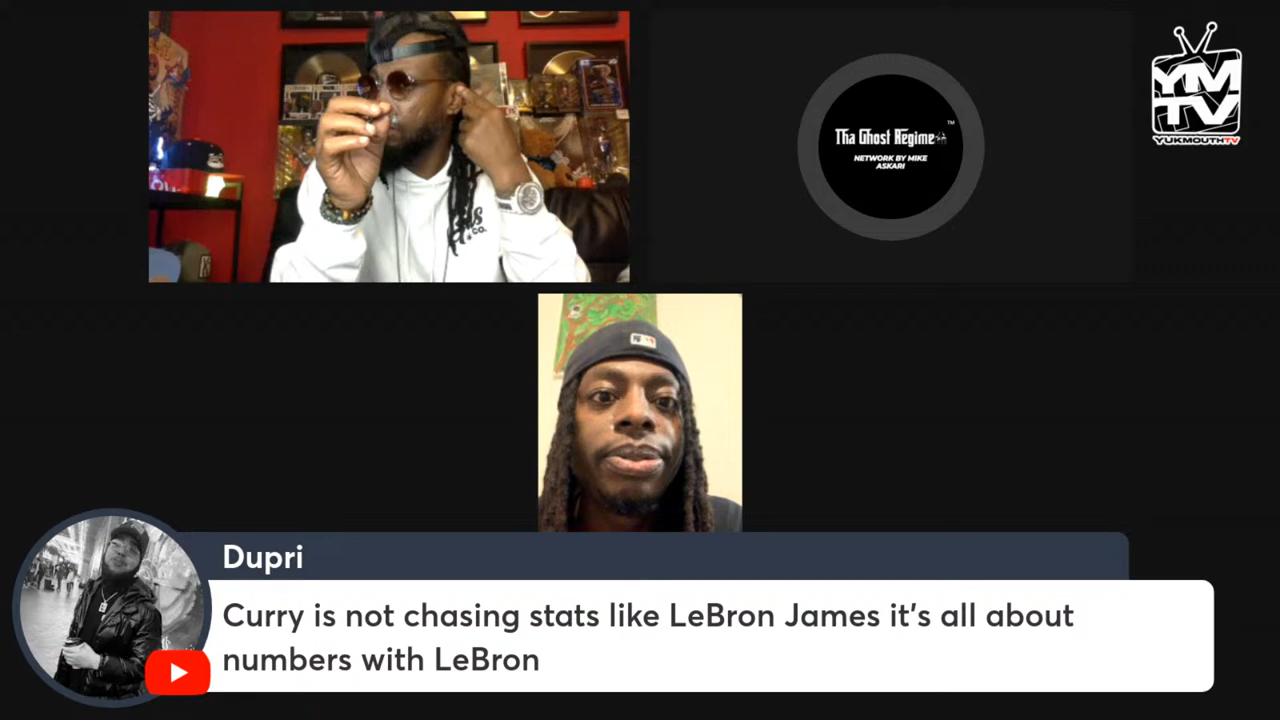 Tha Ghost Regime
TM
NETWORK BY MIKE
ASKARI
YM
TV
YUKMOUTHTV
Dupri
Curry is not chasing stats like LeBron James it's all about
numbers with LeBron